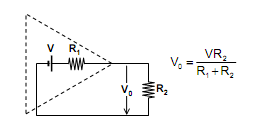 V R₁
V₀ R₂
V₀ = VR₂ / R₁ + R₂